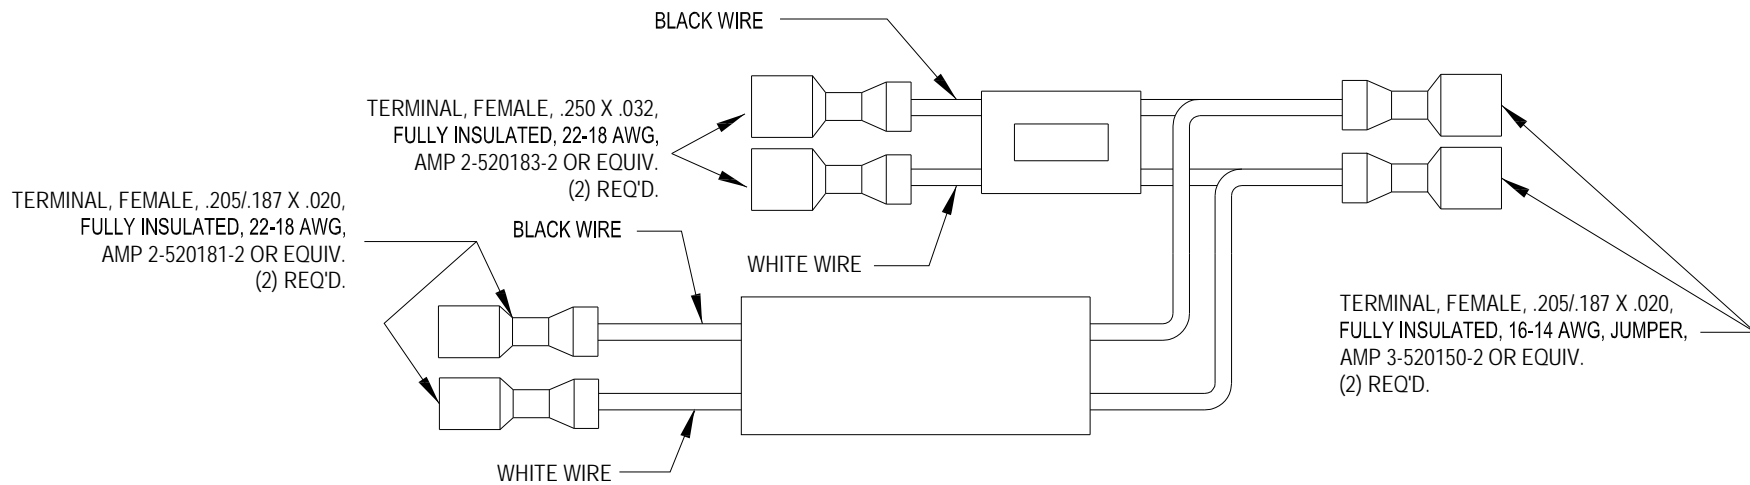 BLACK WIRE
TERMINAL, FEMALE, .250 X .032,
FULLY INSULATED, 22-18 AWG,
AMP 2-520183-2 OR EQUIV.
(2) REQ'D.
TERMINAL, FEMALE, .205/.187 X .020,
FULLY INSULATED, 22-18 AWG,
AMP 2-520181-2 OR EQUIV.
(2) REQ'D.
BLACK WIRE
WHITE WIRE
TERMINAL, FEMALE, .205/.187 X .020,
FULLY INSULATED, 16-14 AWG, JUMPER,
AMP 3-520150-2 OR EQUIV.
(2) REQ'D.
WHITE WIRE